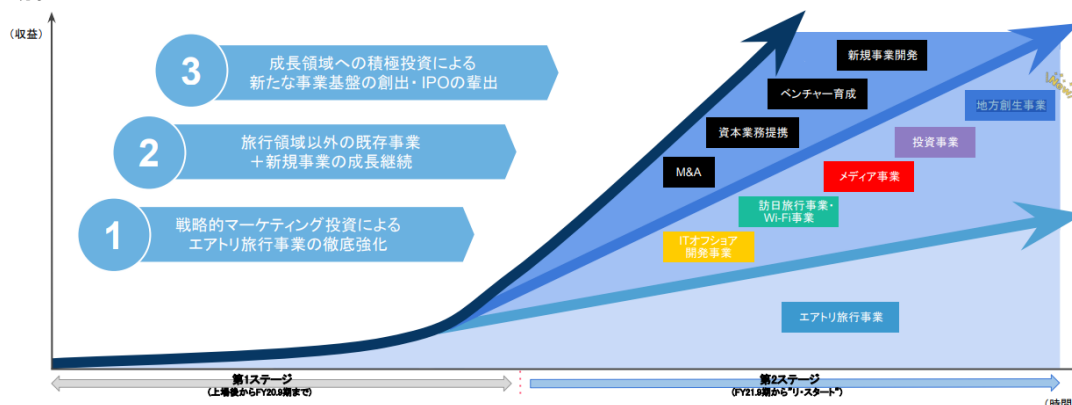 （収益）
3
成長領域への積極投資による
新たな事業基盤の創出・IPOの輩出
2
旅行領域以外の既存事業
＋新規事業の成長継続
1
戦略的マーケティング投資による
エアトリ旅行事業の徹底強化
新規事業開発
ベンチャー育成
資本業務提携
M&A
地方創生事業
投資事業
メディア事業
訪日旅行事業・
Wi-Fi事業
ITオフショア
開発事業
エアトリ旅行事業
第1ステージ
（上場後からFY20.9期まで）
第2ステージ
（FY21.9期から"リ・スタート"）
（時間